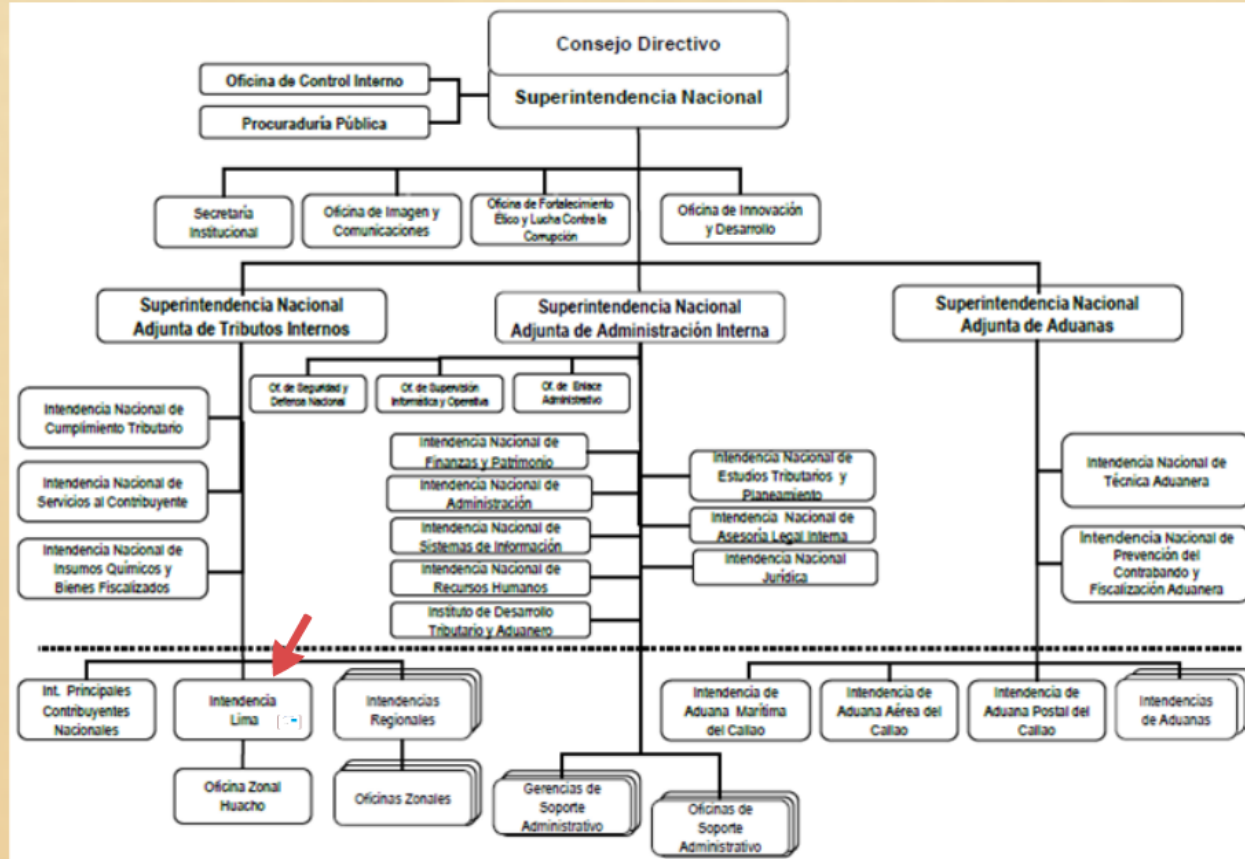 Consejo Directivo
Superintendencia Nacional
Oficina de Control Interno
Procuraduría Pública
Secretaría
Institucional
Oficina de Imagen y
Comunicaciones
Oficina de Fortalecimiento
Ético y Lucha Contra la
Corrupción
Oficina de Innovación
y Desarrollo
Superintendencia Nacional
Adjunta de Tributos Internos
Superintendencia Nacional
Adjunta de Administración Interna
Superintendencia Nacional
Adjunta de Aduanas
Of. de Seguridad y
Defensa Nacional
Of. de Supervisión
Informática y Operativa
Of. de Enlace
Administrativo
Intendencia Nacional de
Cumplimiento Tributario
Intendencia Nacional de
Servicios al Contribuyente
Intendencia Nacional de
Insumos Químicos y
Bienes Fiscalizados
Intendencia Nacional de
Finanzas y Patrimonio
Intendencia Nacional de
Administración
Intendencia Nacional de
Sistemas de Información
Intendencia Nacional de
Recursos Humanos
Instituto de Desarrollo
Tributario y Aduanero
Intendencia Nacional de
Estudios Tributarios y
Planeamiento
Intendencia Nacional de
Asesoría Legal Interna
Intendencia Nacional
Jurídica
Intendencia Nacional de
Técnica Aduanera
Intendencia Nacional de
Prevención del
Contrabando y
Fiscalización Aduanera
Int. Principales
Contribuyentes
Nacionales
Intendencia
Lima
Intendencias
Regionales
Intendencia de
Aduana Marítima
del Callao
Intendencia de
Aduana Aérea del
Callao
Intendencia de
Aduana Postal del
Callao
Intendencias
de Aduanas
Oficina Zonal
Huacho
Oficinas Zonales
Gerencias de
Soporte
Administrativo
Oficinas de
Soporte
Administrativo